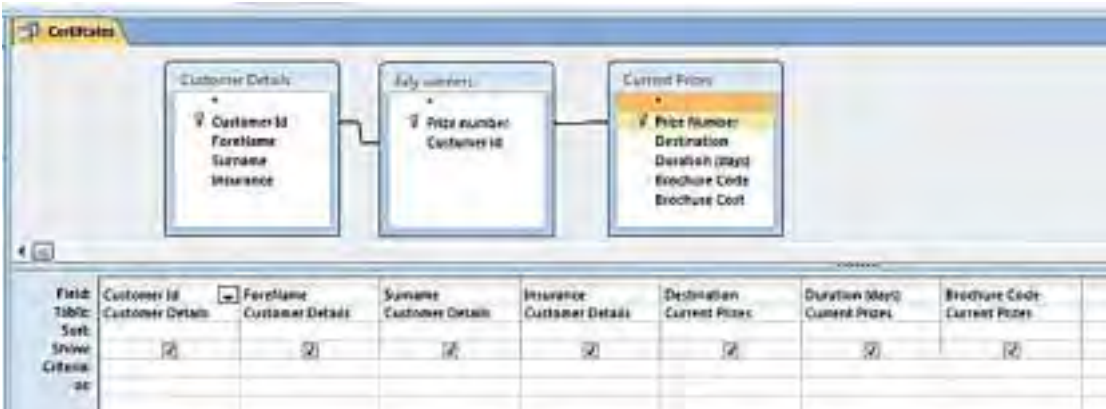 Certificates
Customer Details
*
Customer Id
ForeName
Surname
Insurance
July winners
*
Prize number
Customer id
Current Prizes
*
Prize Number
Destination
Duration (days)
Brochure Code
Brochure Cost
Field: Customer Id ForeName Surname Insurance Destination Duration (days) Brochure Code
Table: Customer Details Customer Details Customer Details Customer Details Current Prizes Current Prizes Current Prizes
Sort:
Show:
Criteria:
or: